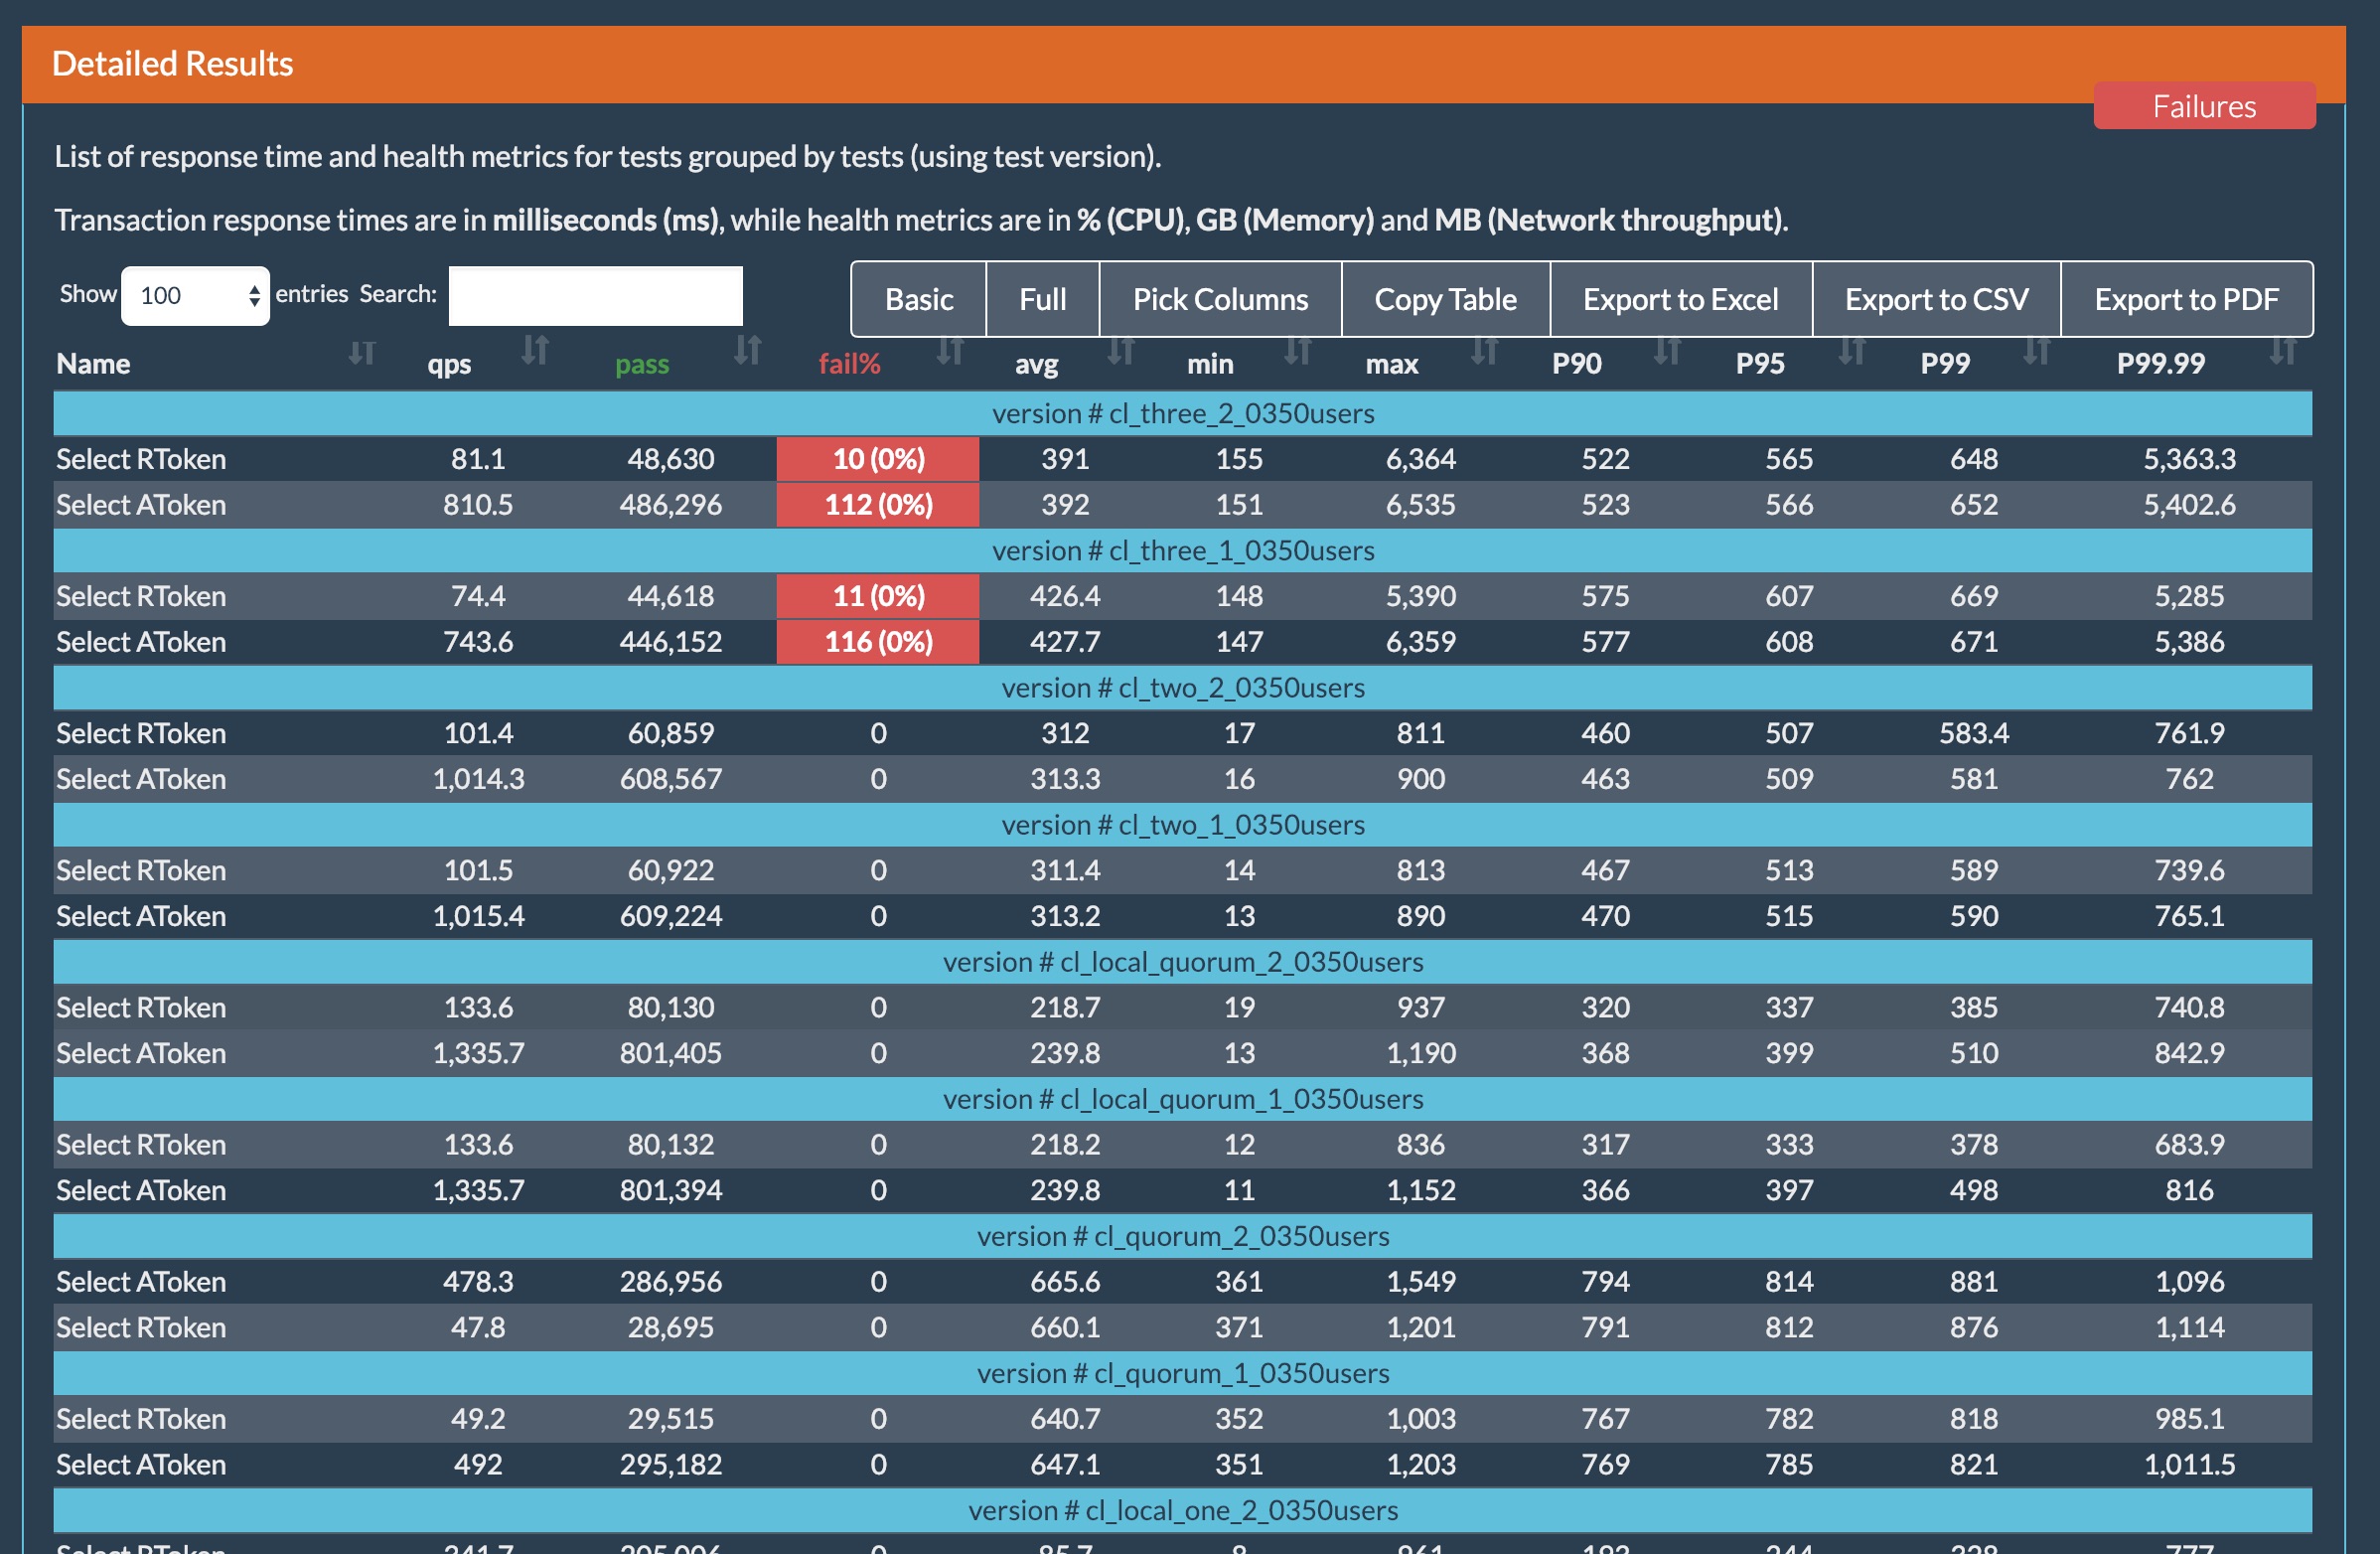 Detailed Results
Failures
List of response time and health metrics for tests grouped by tests (using test version).
Transaction response times are in milliseconds (ms), while health metrics are in % (CPU), GB (Memory) and MB (Network throughput).
Show 100 entries Search: Basic Full Pick Columns Copy Table Export to Excel Export to CSV Export to PDF
Name qps pass fail% avg min max P90 P95 P99 P99.99
version # cl_three_2_0350users
Select RToken 81.1 48,630 10 (0%) 391 155 6,364 522 565 648 5,363.3
Select AToken 810.5 486,296 112 (0%) 392 151 6,535 523 566 652 5,402.6
version # cl_three_1_0350users
Select RToken 74.4 44,618 11 (0%) 426.4 148 5,390 575 607 669 5,285
Select AToken 743.6 446,152 116 (0%) 427.7 147 6,359 577 608 671 5,386
version # cl_two_2_0350users
Select RToken 101.4 60,859 0 312 17 811 460 507 583.4 761.9
Select AToken 1,014.3 608,567 0 313.3 16 900 463 509 581 762
version # cl_two_1_0350users
Select RToken 101.5 60,922 0 311.4 14 813 467 513 589 739.6
Select AToken 1,015.4 609,224 0 313.2 13 890 470 515 590 765.1
version # cl_local_quorum_2_0350users
Select RToken 133.6 80,130 0 218.7 19 937 320 337 385 740.8
Select AToken 1,335.7 801,405 0 239.8 13 1,190 368 399 510 842.9
version # cl_local_quorum_1_0350users
Select RToken 133.6 80,132 0 218.2 12 836 317 333 378 683.9
Select AToken 1,335.7 801,394 0 239.8 11 1,152 366 397 498 816
version # cl_quorum_2_0350users
Select AToken 478.3 286,956 0 665.6 361 1,549 794 814 881 1,096
Select RToken 47.8 28,695 0 660.1 371 1,201 791 812 876 1,114
version # cl_quorum_1_0350users
Select RToken 49.2 29,515 0 640.7 352 1,003 767 782 818 985.1
Select AToken 492 295,182 0 647.1 351 1,203 769 785 821 1,011.5
version # cl_local_one_2_0350users
Select RToken